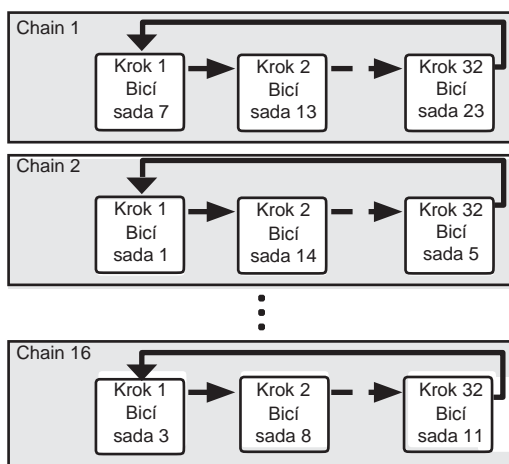 Chain 1
Krok 1
Bicí
sada 7
Krok 2
Bicí
sada 13
Krok 32
Bicí
sada 23
Chain 2
Krok 1
Bicí
sada 1
Krok 2
Bicí
sada 14
Krok 32
Bicí
sada 5
Chain 16
Krok 1
Bicí
sada 3
Krok 2
Bicí
sada 8
Krok 32
Bicí
sada 11